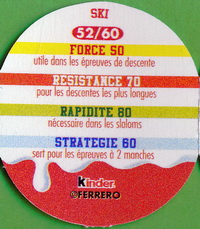 SKI
52/60
FORCE 50
utile dans les épreuves de descente
RESISTANCE 70
pour les descentes les plus longues
RAPIDITE 80
nécessaire dans les slaloms
STRATEGIE 60
sert pour les épreuves à 2 manches
Kinder
@FERRERO